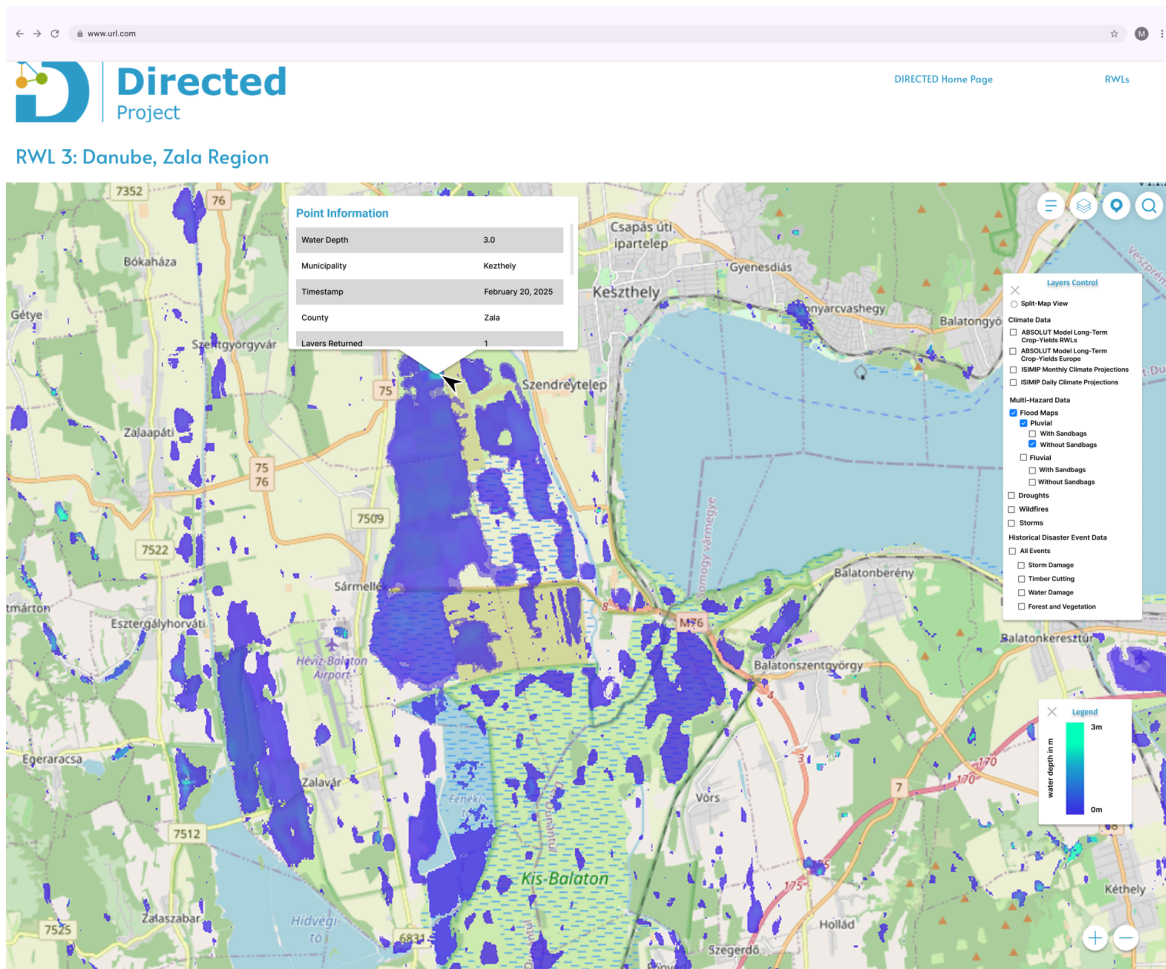 www.url.com
M
Directed
Project
DIRECTED Home Page
RWLs
RWL 3: Danube, Zala Region
7352
76
Bókaháza
Gétye
Szentgyörgyvár
Point Information
Water Depth 3.0
Municipality Kezthely
Timestamp February 20, 2025
County Zala
Layers Returned 1
Csapás úti
ipartelep
Gyenesdiás
Keszthely
75
Szendreytelep
Zalaapáti
75
76
7509
7522
Sármellék
Esztergályhorváti
Hévíz-Balaton
Airport
8
M76
Balatonberény
Balatonszentgyörgy
Balatonkeresztúr
4
3
Egeraracsa
Zalavár
Vörs
7
170
170
7512
Kis-Balaton
175
Zalaszabar
Hídvégi-
tó
6831
7525
Hollád
Szegerdő
Kéthely
Layers Control
Split-Map View
Climate Data
ABSOLUT Model Long-Term
Crop-Yields RWLs
ABSOLUT Model Long-Term
Crop-Yields Europe
ISIMIP Monthly Climate Projections
ISIMIP Daily Climate Projections
Multi-Hazard Data
Flood Maps
Pluvial
With Sandbags
Without Sandbags
Fluvial
With Sandbags
Without Sandbags
Droughts
Wildfires
Storms
Historical Disaster Event Data
All Events
Storm Damage
Timber Cutting
Water Damage
Forest and Vegetation
Legend
3m
water depth in m
0m